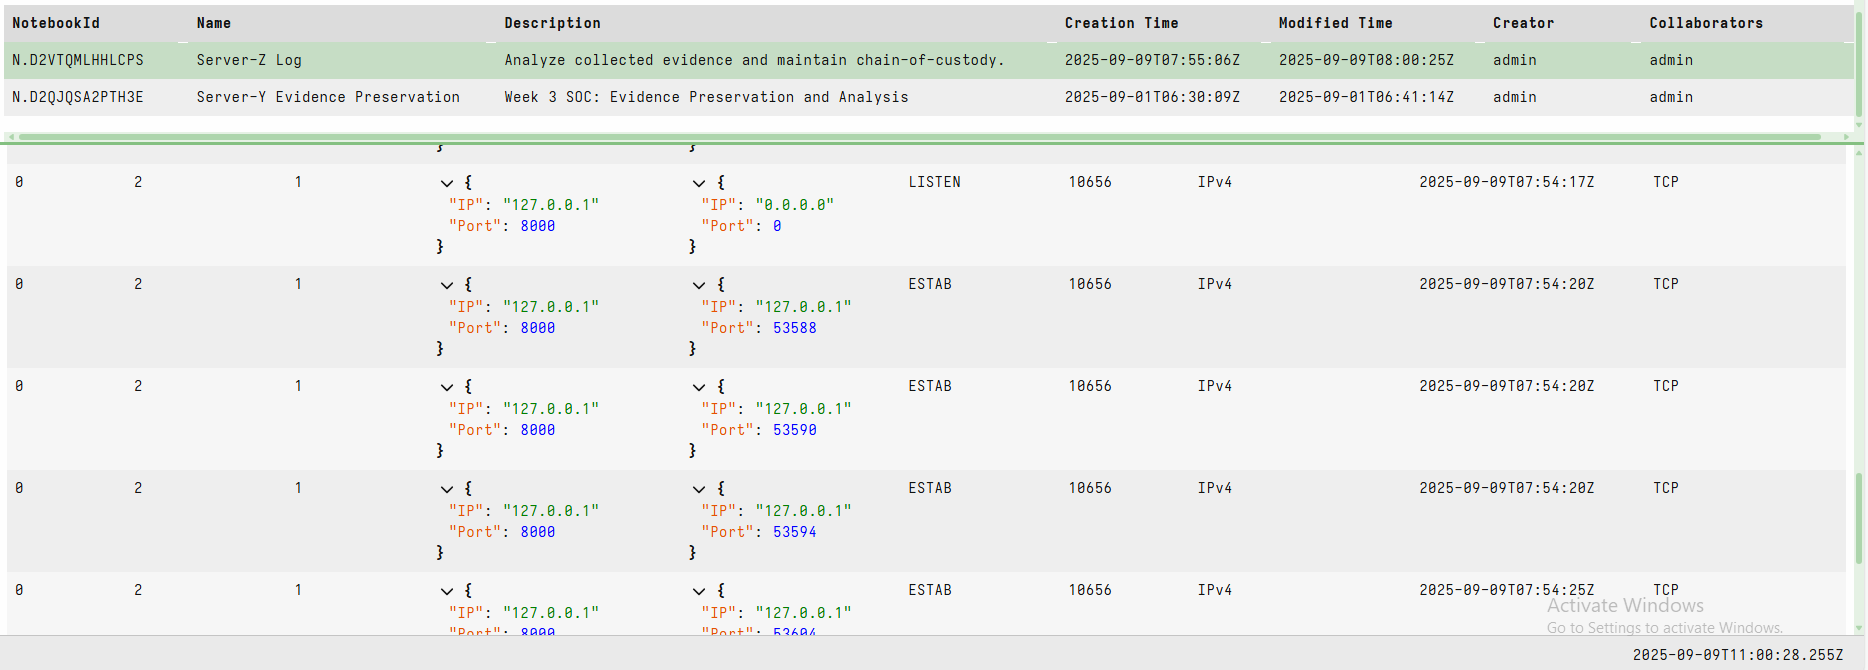 NotebookId Name Description Creation Time Modified Time Creator Collaborators
N.D2VTQMLHHLCPS Server-Z Log Analyze collected evidence and maintain chain-of-custody. 2025-09-09T07:55:06Z 2025-09-09T08:00:25Z admin admin
N.D2QJQSA2PTH3E Server-Y Evidence Preservation Week 3 SOC: Evidence Preservation and Analysis 2025-09-01T06:30:09Z 2025-09-01T06:41:14Z admin admin
} }
0 2 1 { { LISTEN 10656 IPv4 2025-09-09T07:54:17Z TCP
"IP": "127.0.0.1" "IP": "0.0.0.0"
"Port": 8000 "Port": 0
} }
0 2 1 { { ESTAB 10656 IPv4 2025-09-09T07:54:20Z TCP
"IP": "127.0.0.1" "IP": "127.0.0.1"
"Port": 8000 "Port": 53588
} }
0 2 1 { { ESTAB 10656 IPv4 2025-09-09T07:54:20Z TCP
"IP": "127.0.0.1" "IP": "127.0.0.1"
"Port": 8000 "Port": 53590
} }
0 2 1 { { ESTAB 10656 IPv4 2025-09-09T07:54:20Z TCP
"IP": "127.0.0.1" "IP": "127.0.0.1"
"Port": 8000 "Port": 53594
} }
0 2 1 { { ESTAB 10656 IPv4 2025-09-09T07:54:25Z TCP
"IP": "127.0.0.1" "IP": "127.0.0.1"
"Port": 8000 "Port": 53604
Activate Windows
Go to Settings to activate Windows.
2025-09-09T11:00:28.255Z